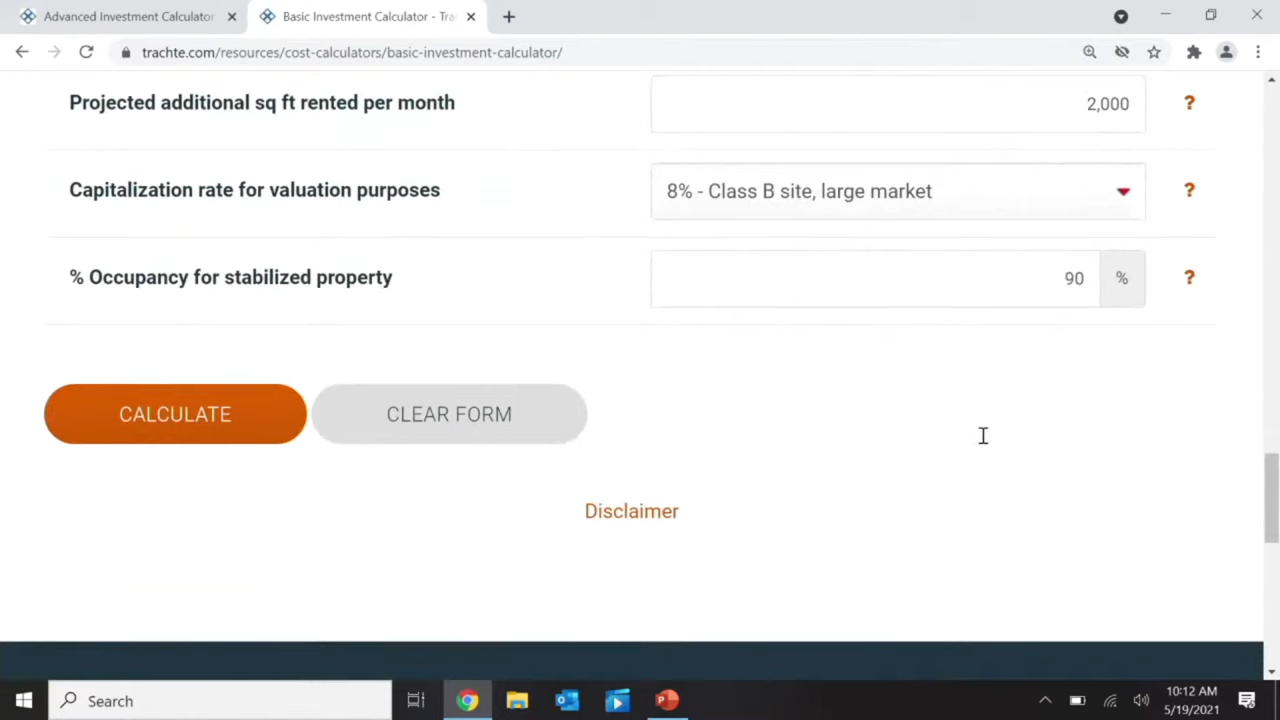 Advanced Investment Calculator
Basic Investment Calculator - Tra
trachte.com/resources/cost-calculators/basic-investment-calculator/
Projected additional sq ft rented per month
2,000
?
Capitalization rate for valuation purposes
8% - Class B site, large market
?
% Occupancy for stabilized property
90
%
?
CALCULATE
CLEAR FORM
Disclaimer
Search
10:12 AM
5/19/2021